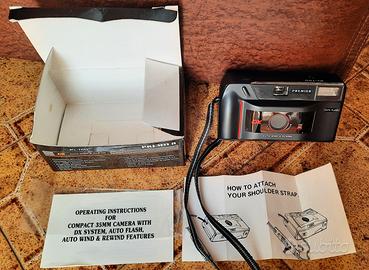 PREMIER
PREMIER
OPERATING INSTRUCTIONS
FOR
COMPACT 35MM CAMERA WITH
DX SYSTEM, AUTO FLASH,
AUTO WIND & REWIND FEATURES
HOW TO ATTACH
YOUR SHOULDER STRAP
subito